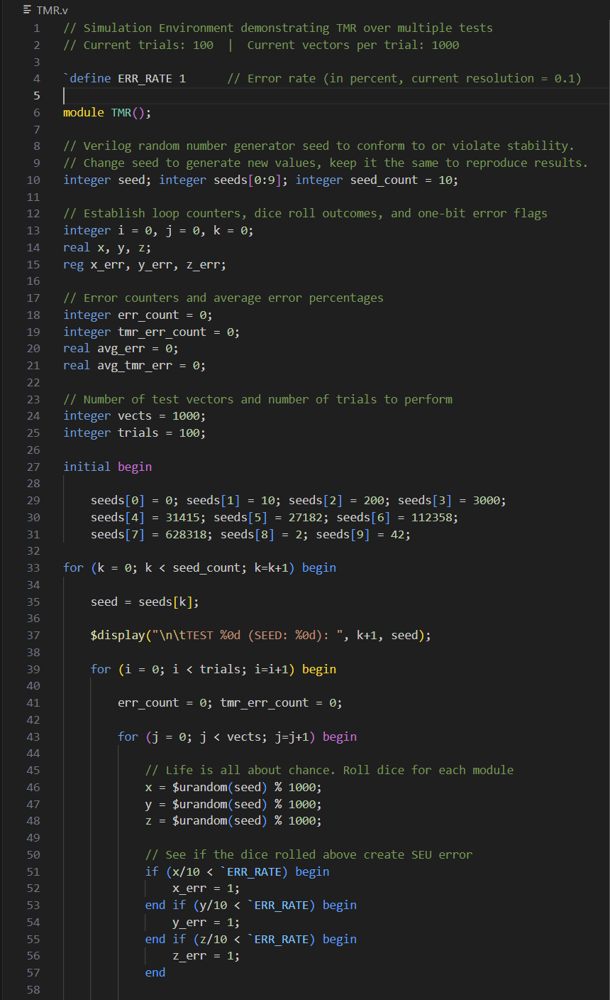 TMR.v
1 // Simulation Environment demonstrating TMR over multiple tests
2 // Current trials: 100 | Current vectors per trial: 1000
3
4 `define ERR_RATE 1 // Error rate (in percent, current resolution = 0.1)
5
6 module TMR();
7
8 // Verilog random number generator seed to conform to or violate stability.
9 // Change seed to generate new values, keep it the same to reproduce results.
10 integer seed; integer seeds[0:9]; integer seed_count = 10;
11
12 // Establish loop counters, dice roll outcomes, and one-bit error flags
13 integer i = 0, j = 0, k = 0;
14 real x, y, z;
15 reg x_err, y_err, z_err;
16
17 // Error counters and average error percentages
18 integer err_count = 0;
19 integer tmr_err_count = 0;
20 real avg_err = 0;
21 real avg_tmr_err = 0;
22
23 // Number of test vectors and number of trials to perform
24 integer vects = 1000;
25 integer trials = 100;
26
27 initial begin
28
29 seeds[0] = 0; seeds[1] = 10; seeds[2] = 200; seeds[3] = 3000;
30 seeds[4] = 31415; seeds[5] = 27182; seeds[6] = 112358;
31 seeds[7] = 628318; seeds[8] = 2; seeds[9] = 42;
32
33 for (k = 0; k < seed_count; k=k+1) begin
34
35 seed = seeds[k];
36
37 $display("\n\tTEST %0d (SEED: %0d): ", k+1, seed);
38
39 for (i = 0; i < trials; i=i+1) begin
40
41 err_count = 0; tmr_err_count = 0;
42
43 for (j = 0; j < vects; j=j+1) begin
44
45 // Life is all about chance. Roll dice for each module
46 x = $urandom(seed) % 1000;
47 y = $urandom(seed) % 1000;
48 z = $urandom(seed) % 1000;
49
50 // See if the dice rolled above create SEU error
51 if (x/10 < `ERR_RATE) begin
52 x_err = 1;
53 end if (y/10 < `ERR_RATE) begin
54 y_err = 1;
55 end if (z/10 < `ERR_RATE) begin
56 z_err = 1;
57 end
58